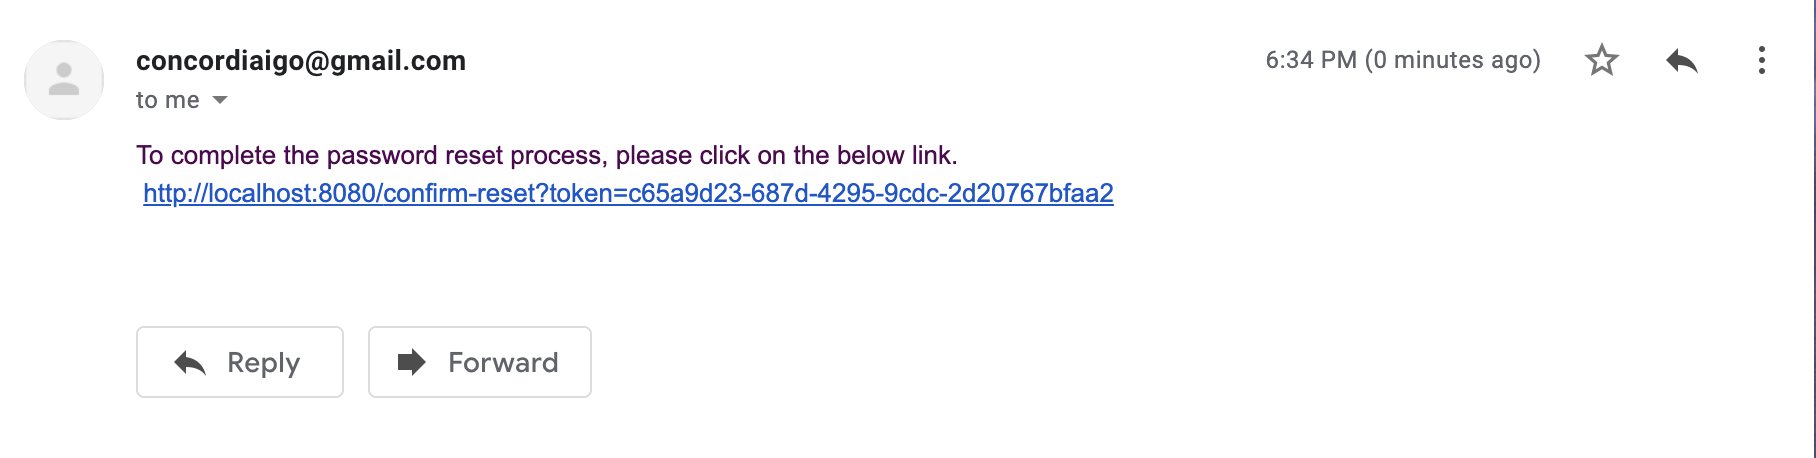 concordiaigo@gmail.com
6:34 PM (0 minutes ago)
to me
To complete the password reset process, please click on the below link.
http://localhost:8080/confirm-reset?token=c65a9d23-687d-4295-9cdc-2d20767bfaa2
Reply
Forward